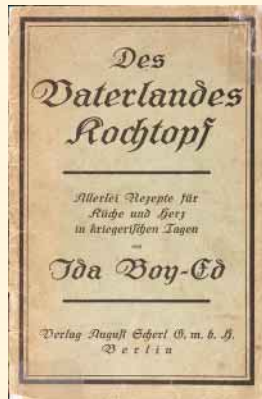 Des
Vaterlandes
Kochtopf
Allerlei Rezepte für
Küche und Herz
in kriegerischen Tagen
von
Ida Boy-Ed
Verlag August Scherl G. m. b. H.
Berlin